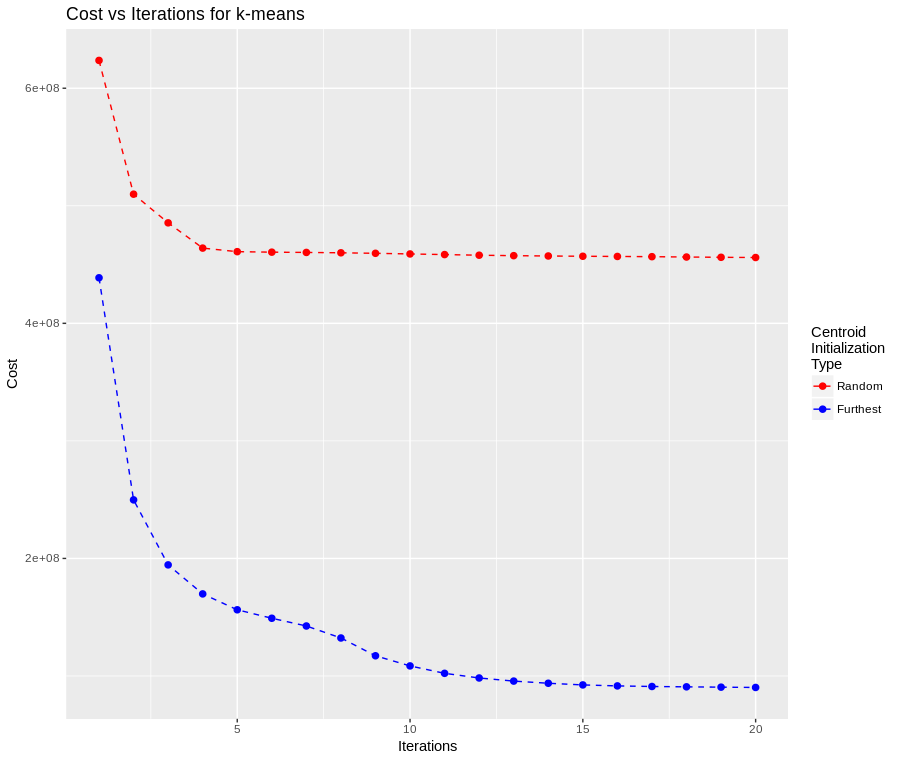 Cost vs Iterations for k-means
Cost
6e+08
4e+08
2e+08
5
10
15
20
Iterations
Centroid
Initialization
Type
Random
Furthest